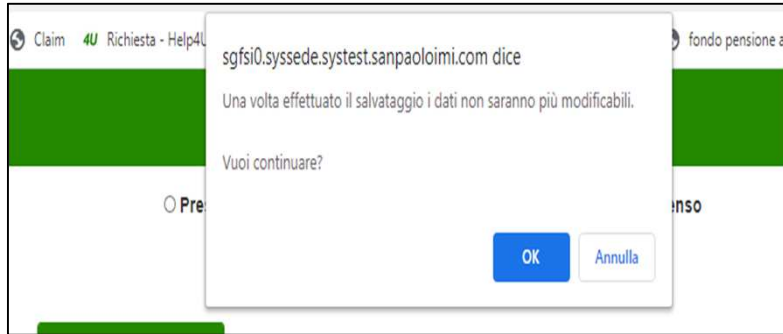 Claim 4U Richiesta - Help4U fondo pensione a
sgfsi0.syssede.systest.sanpaoloimi.com dice
Una volta effettuato il salvataggio i dati non saranno più modificabili.
Vuoi continuare?
Pre enso
OK Annulla